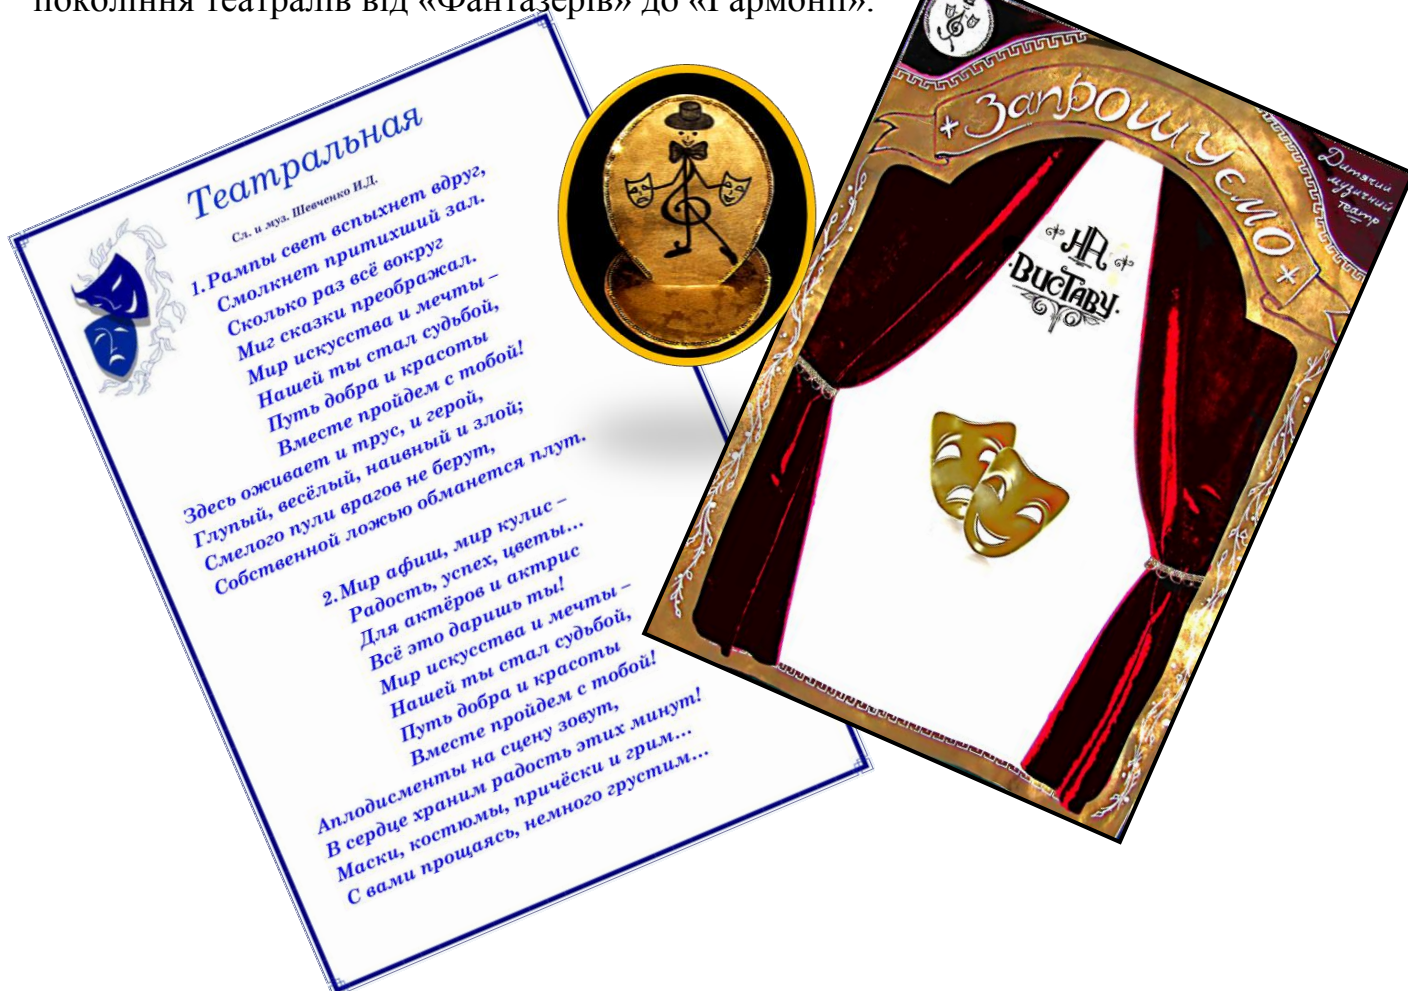 покоління театралів від «Фантазерів» до «Гармонії».
Театральная
Сл. и муз. Шевченко И.Д.
1. Рампы свет вспыхнет вдруг,
Смолкнет притихший зал.
Сколько раз всё вокруг
Миг сказки преображал.
Мир искусства и мечты –
Нашей ты стал судьбой,
Путь добра и красоты
Вместе пройдем с тобой!
Здесь оживает и трус, и герой,
Глупый, весёлый, наивный и злой;
Смелого пули врагов не берут,
Собственной ложью обманется плут.
2. Мир афиш, мир кулис –
Радость, успех, цветы...
Для актёров и актрис
Всё это даришь ты!
Мир искусства и мечты –
Нашей ты стал судьбой,
Путь добра и красоты
Вместе пройдем с тобой!
Аплодисменты на сцену зовут,
В сердце храним радость этих минут!
Маски, костюмы, причёски и грим...
С вами прощаясь, немного грустим...
Запрошуємо
Дитячий
музичний
театр
на
виставу